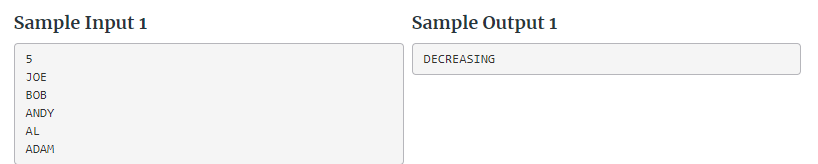 Sample Input 1
5
JOE
BOB
ANDY
AL
ADAM
Sample Output 1
DECREASING